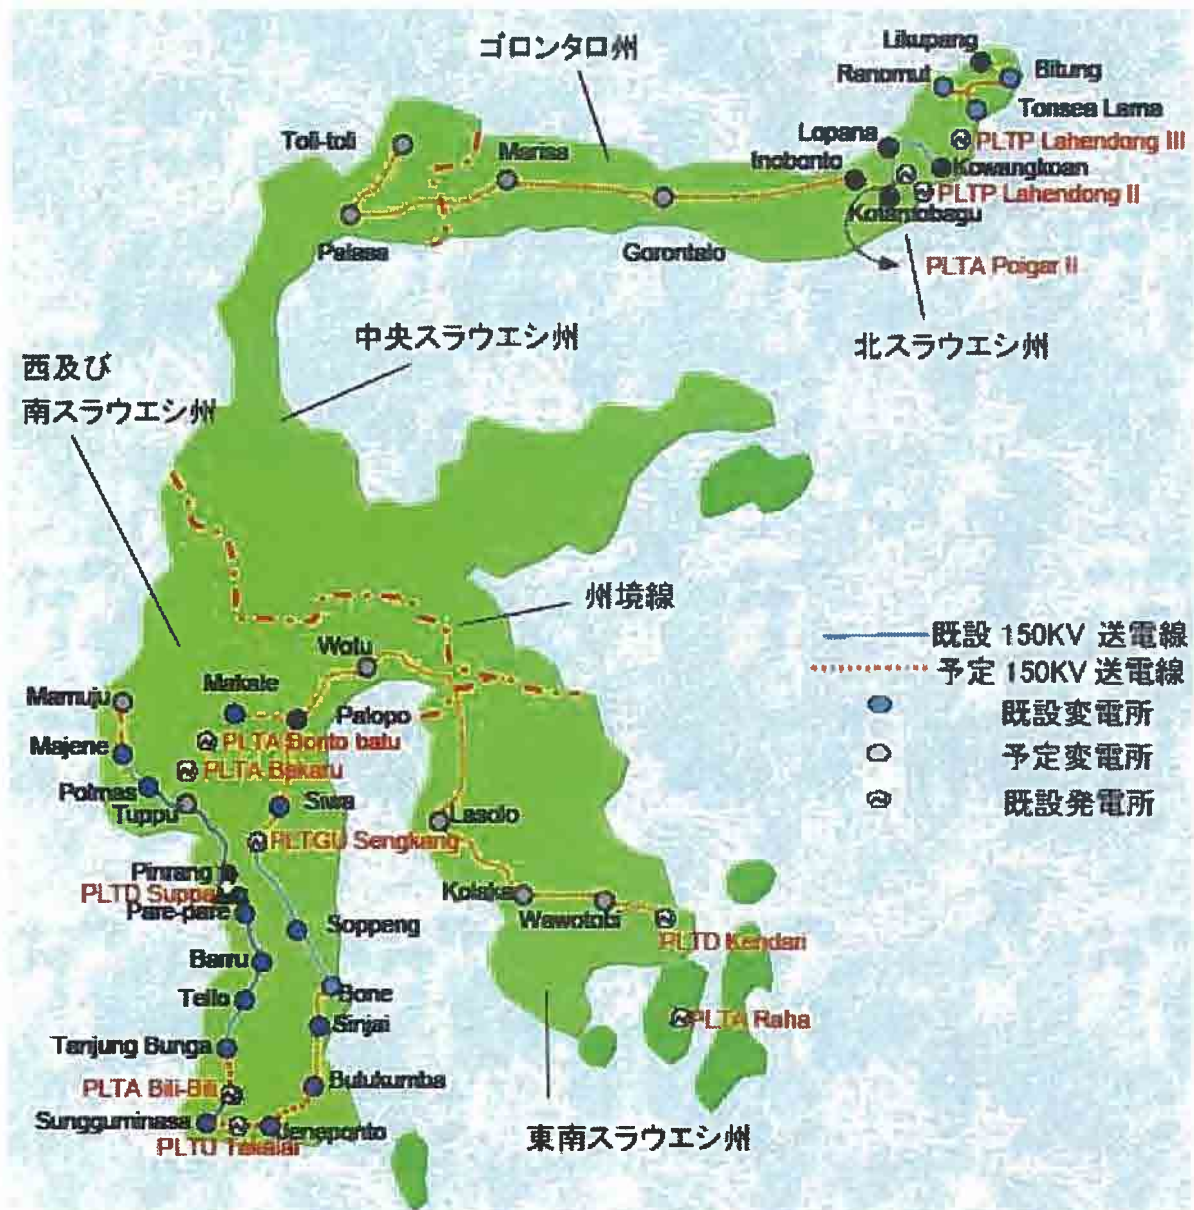 ゴロンタロ州
Likupang
Ranomut
Bitung
Tonsea Lama
Toli-toli
Lopana
PLTP Lahendong III
Marisa
Inobonto
Kowangkoan
PLTP Lahendong II
Kotamobagu
Palasa
Gorontalo
PLTA Poigar II
中央スラウエシ州
北スラウエシ州
西及び
南スラウエシ州
州境線
既設 150KV 送電線
Wotu
予定 150KV 送電線
Makale
Mamuju
Palopo
既設変電所
PLTA Bonto batu
Majene
予定変電所
PLTA Bakaru
Polmas
Tuppu
Siwa
既設発電所
Lasolo
PLTGU Sengkang
Pinrang
PLTD Suppa
Kolaka
Pare-pare
Wawotobi
Soppeng
PLTD Kendari
Barru
Tello
Bone
PLTA Raha
Sinjai
Tanjung Bunga
PLTA Bili-Bili
Bulukumba
Sungguminasa
Jeneponto
東南スラウエシ州
PLTU Takalar